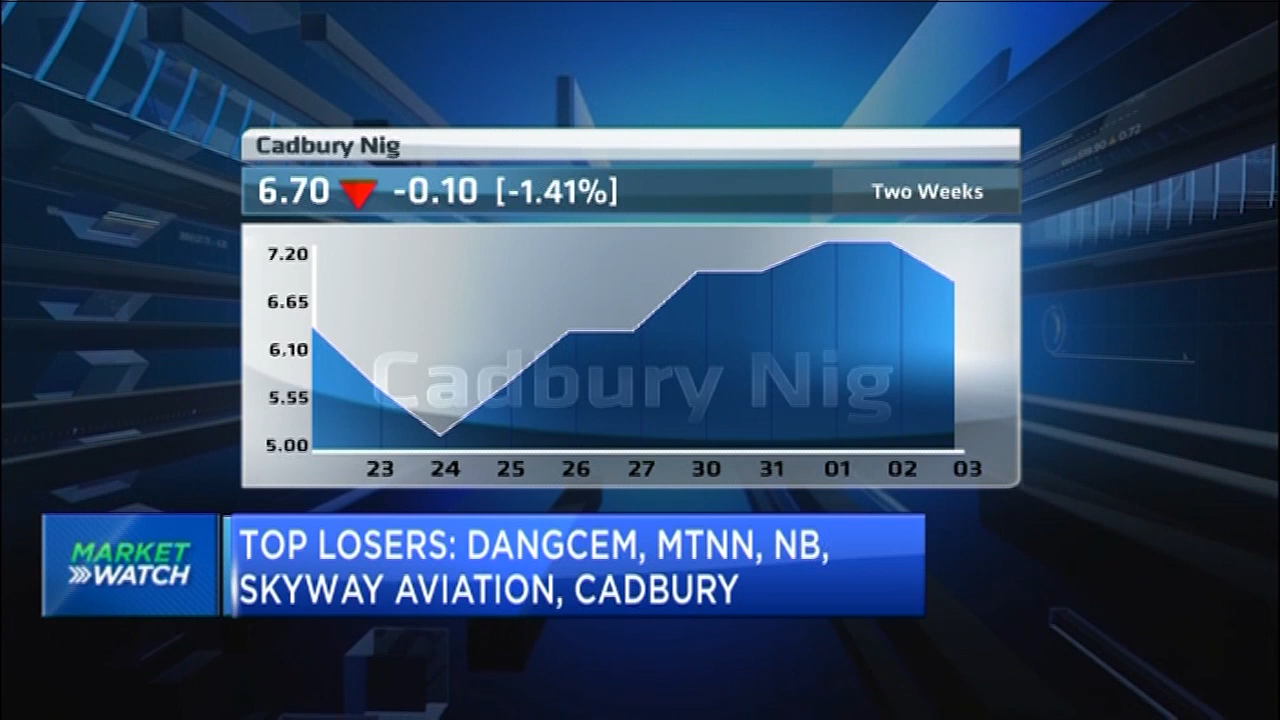 Cadbury Nig
6.70 ▼ -0.10 [-1.41%] Two Weeks
7.20
6.65
6,10
5.55
5.00
Cadbury Nig
23 24 25 26 27 30 31 01 02 03
MARKET
WATCH
TOP LOSERS: DANGCEM, MTNN, NB,
SKYWAY AVIATION, CADBURY